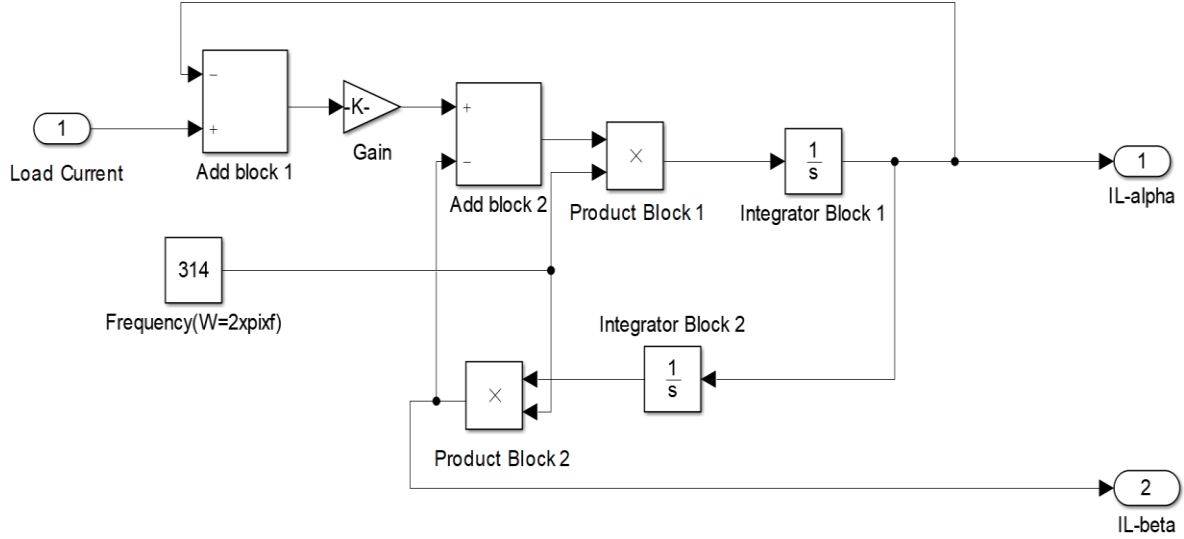 −
+
1
Load Current
Add block 1
-K-
Gain
+
−
Add block 2
×
Product Block 1
1
s
Integrator Block 1
1
IL-alpha
314
Frequency(W=2xpixf)
Integrator Block 2
1
s
×
Product Block 2
2
IL-beta